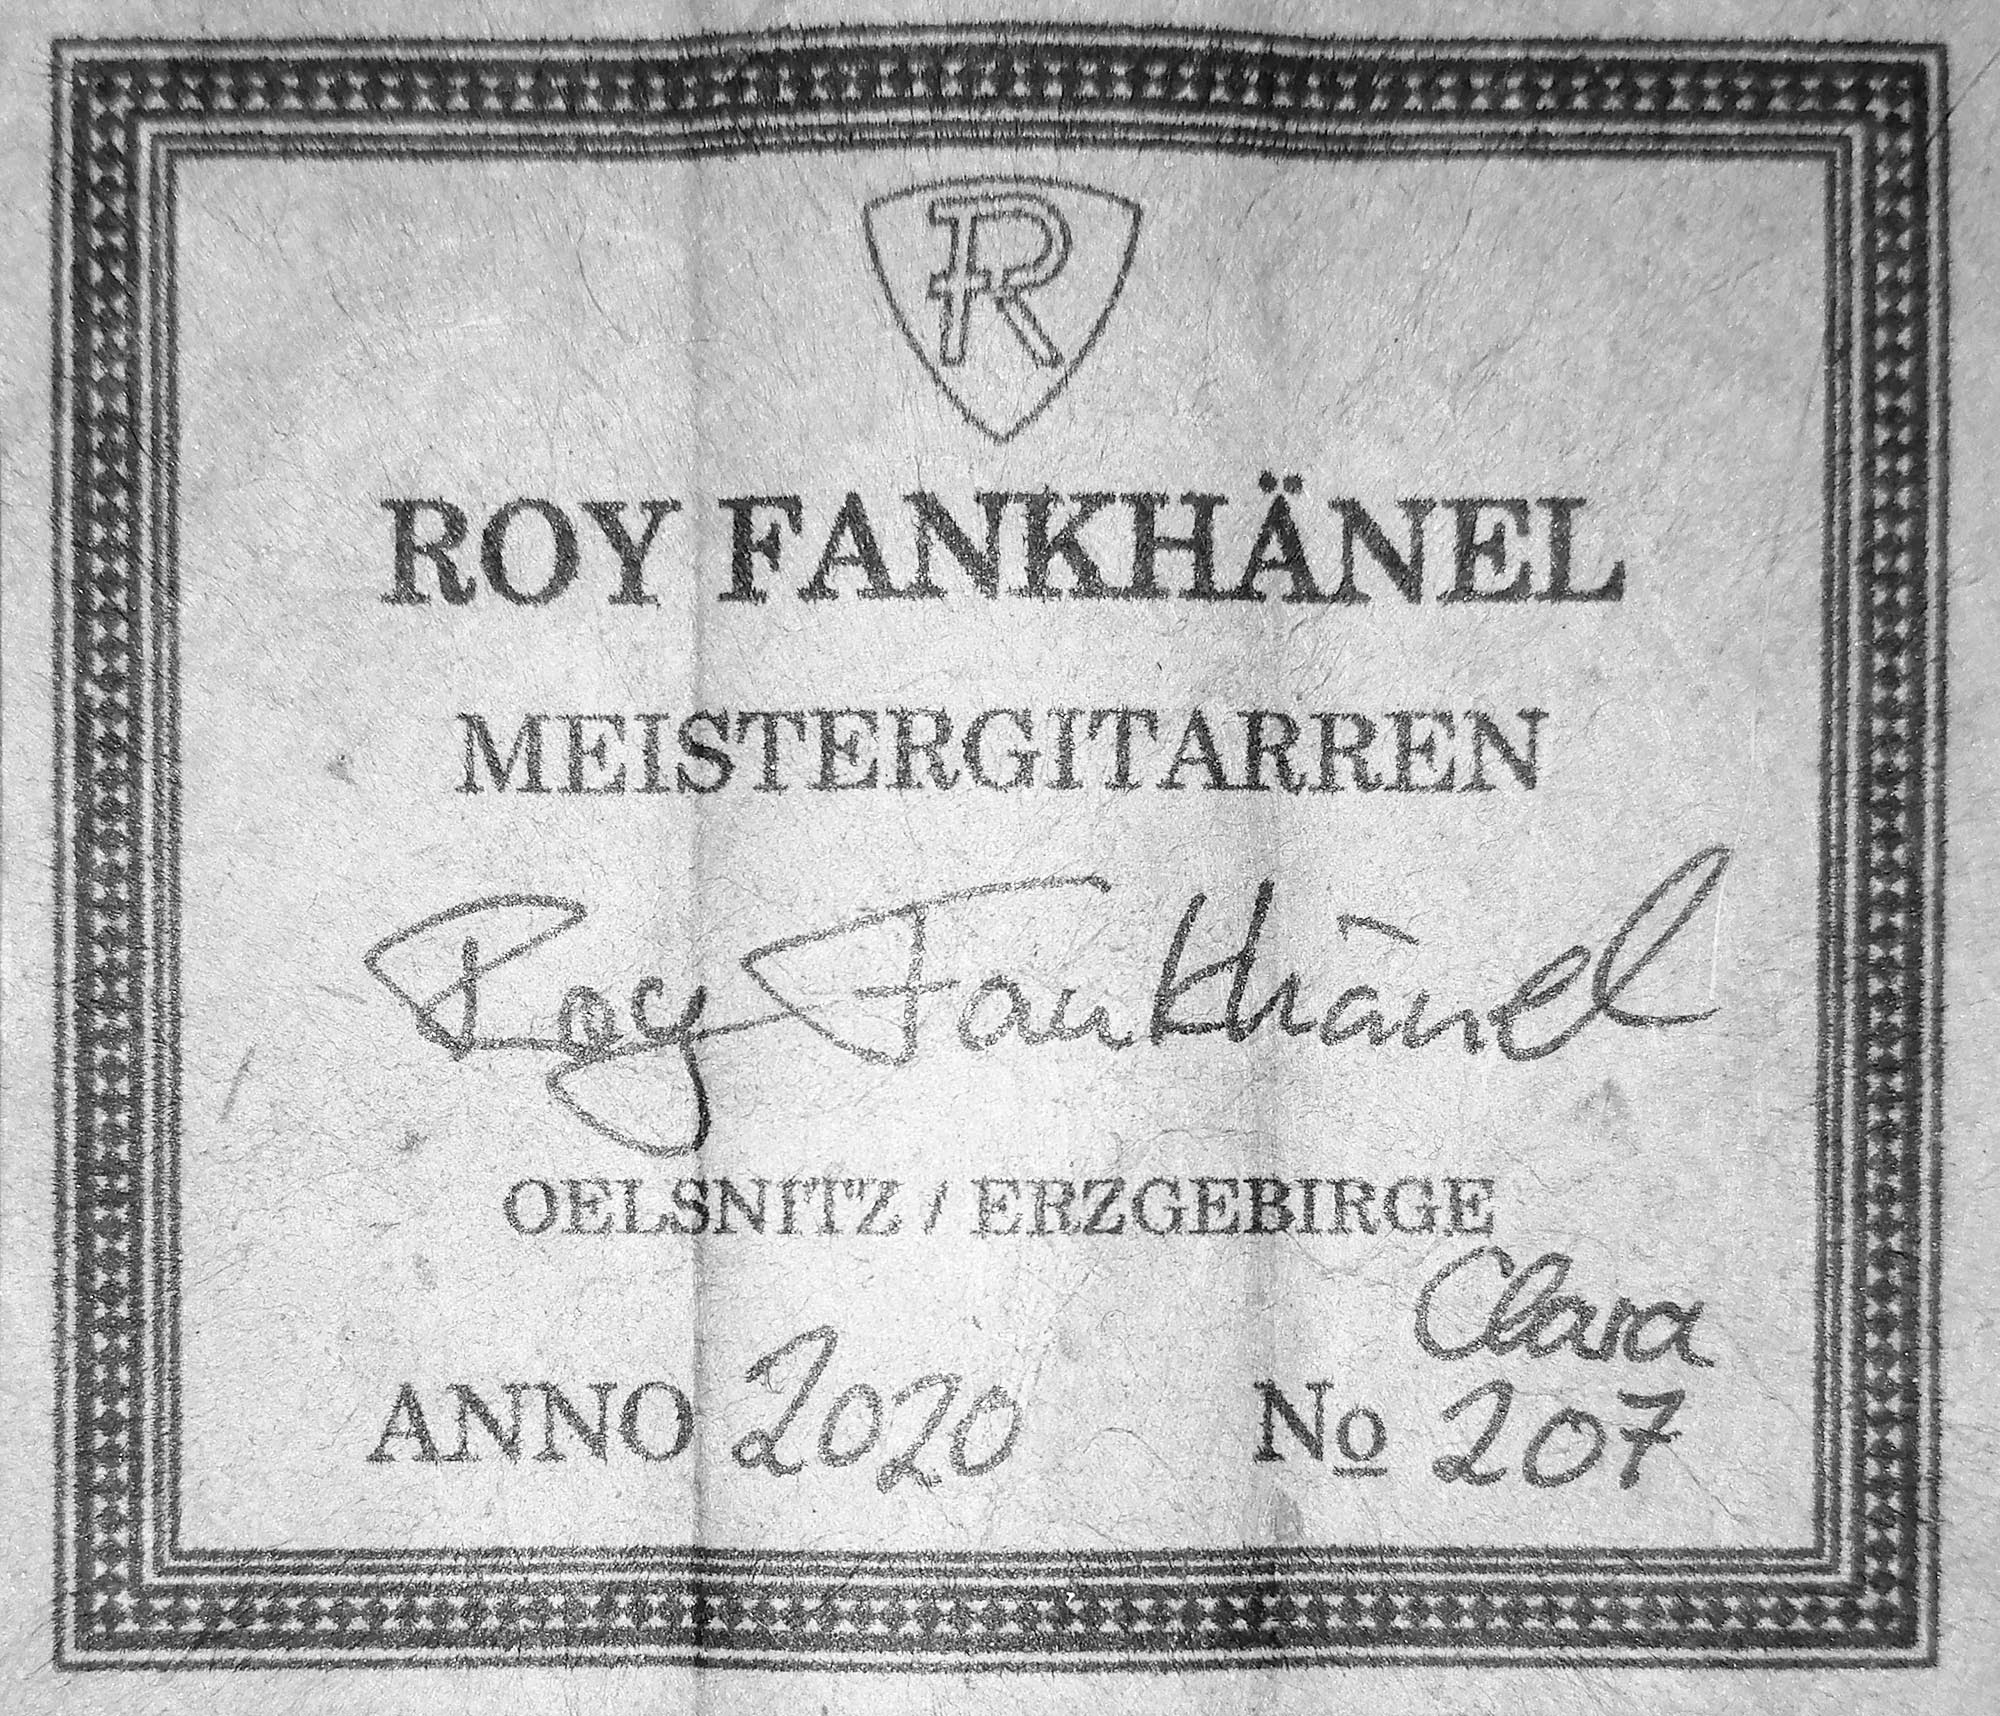 R
ROY FANKHÄNEL
MEISTERGITARREN
Roy Fankhänel
OELSNITZ / ERZGEBIRGE
Clara
ANNO 2020 No 207